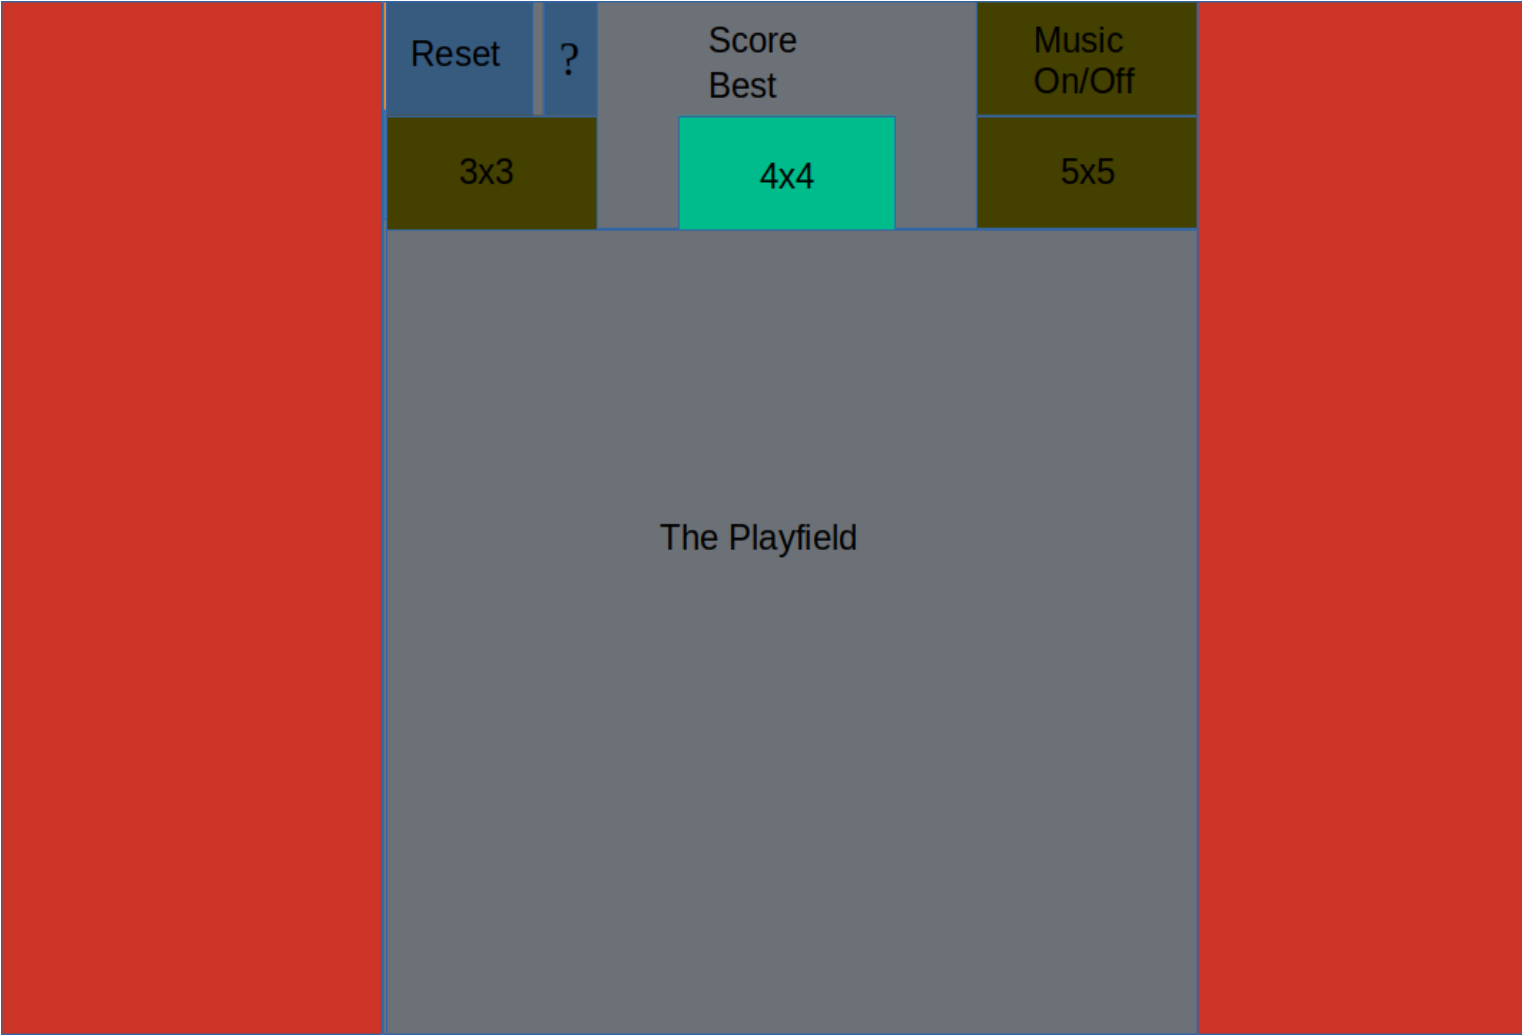 Reset
?
Score
Best
Music
On/Off
3x3
4x4
5x5
The Playfield